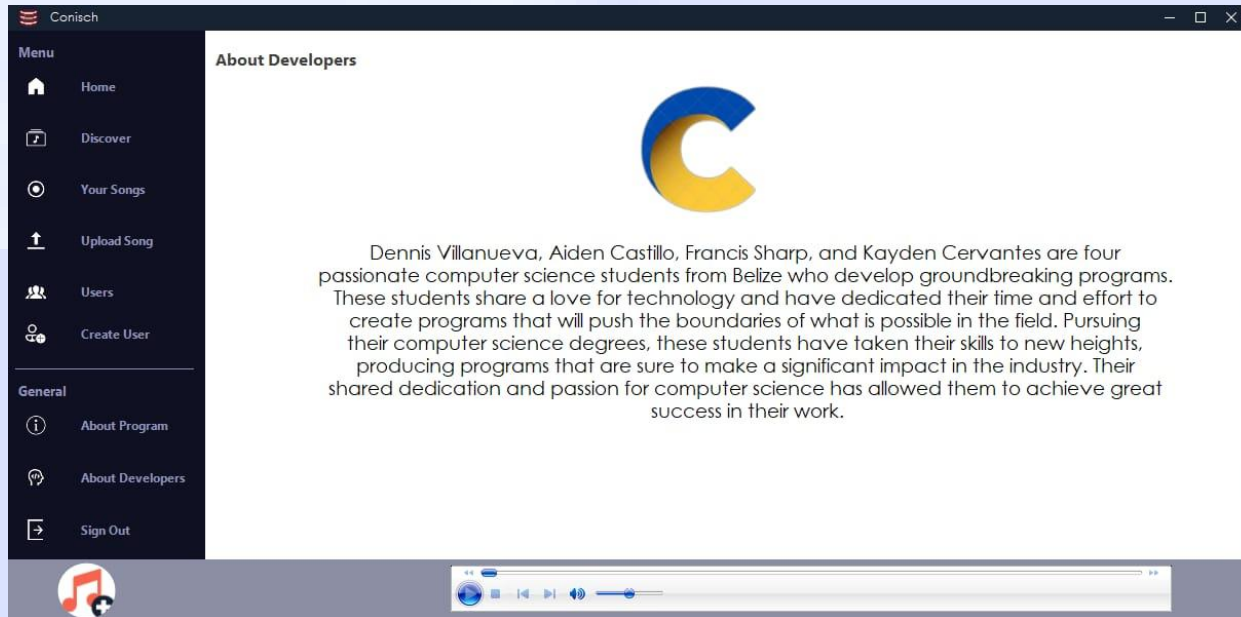 Conisch
Menu
Home
Discover
Your Songs
Upload Song
Users
Create User
General
About Program
About Developers
Sign Out
About Developers
Dennis Villanueva, Aiden Castillo, Francis Sharp, and Kayden Cervantes are four
passionate computer science students from Belize who develop groundbreaking programs.
These students share a love for technology and have dedicated their time and effort to
create programs that will push the boundaries of what is possible in the field. Pursuing
their computer science degrees, these students have taken their skills to new heights,
producing programs that are sure to make a significant impact in the industry. Their
shared dedication and passion for computer science has allowed them to achieve great
success in their work.